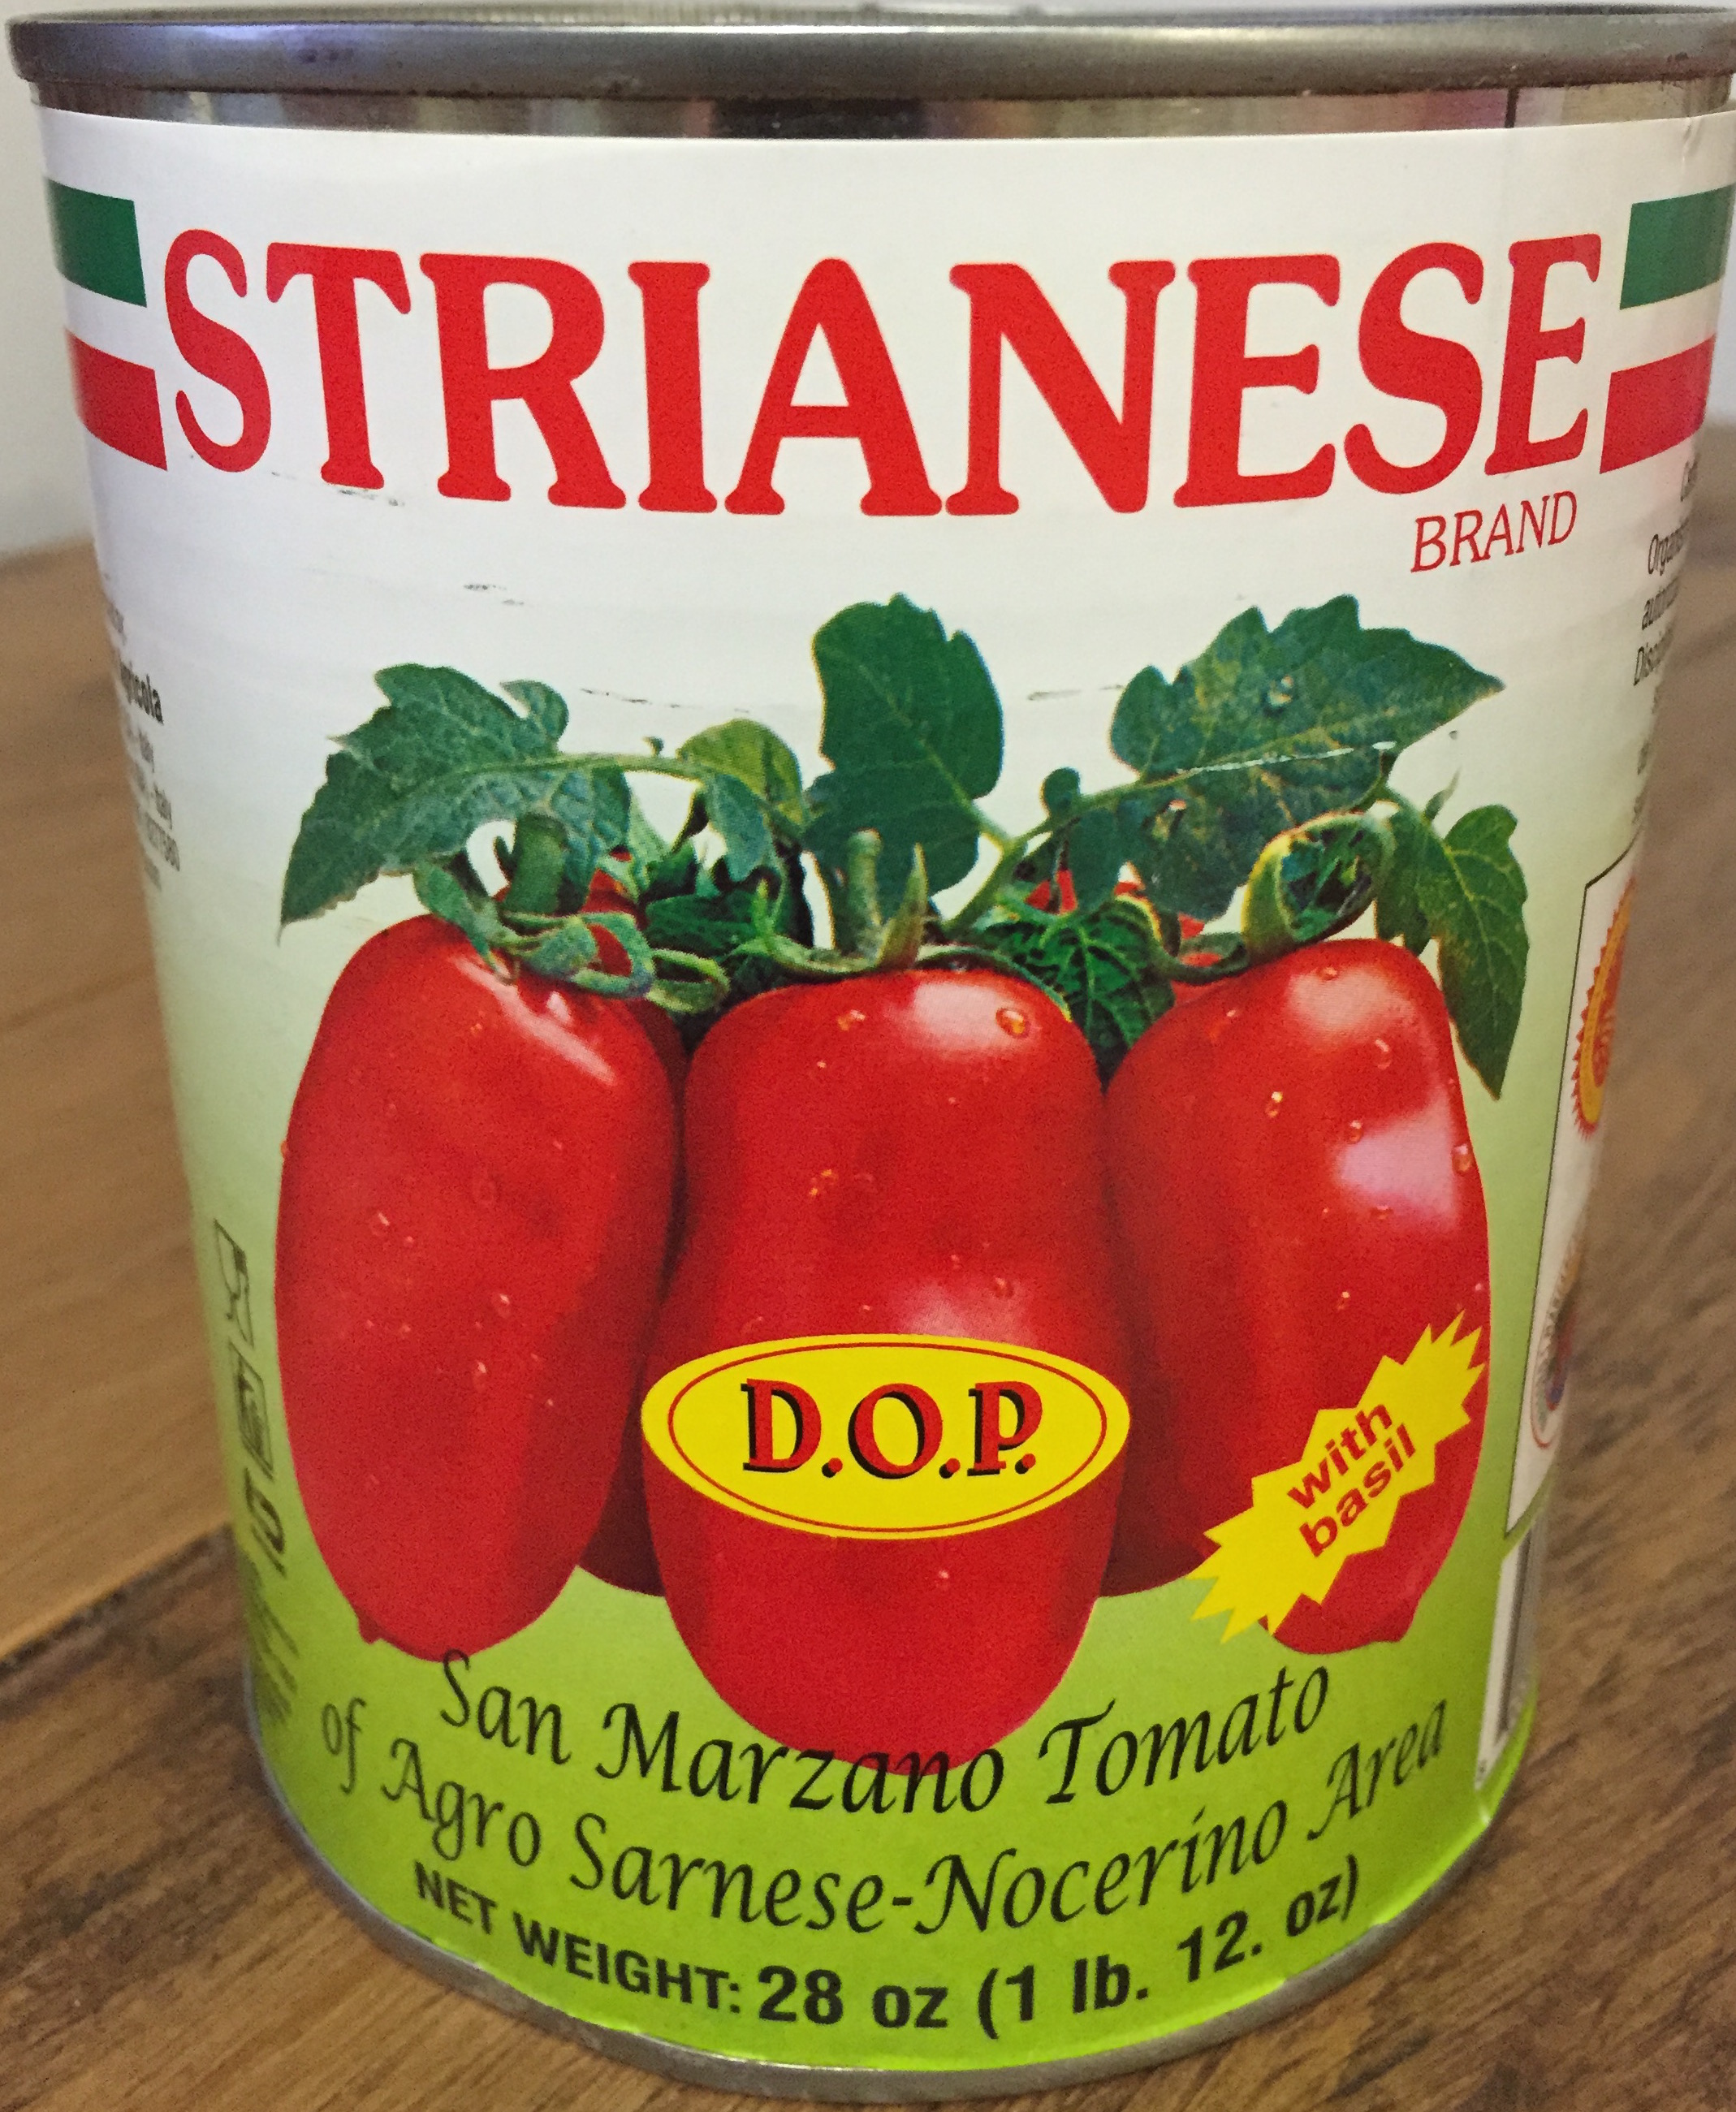 STRIANESE
BRAND
D.O.P.
with
basil
San Marzano Tomato
of Agro Sarnese-Nocerino Area
NET WEIGHT: 28 oz (1 lb. 12. oz)